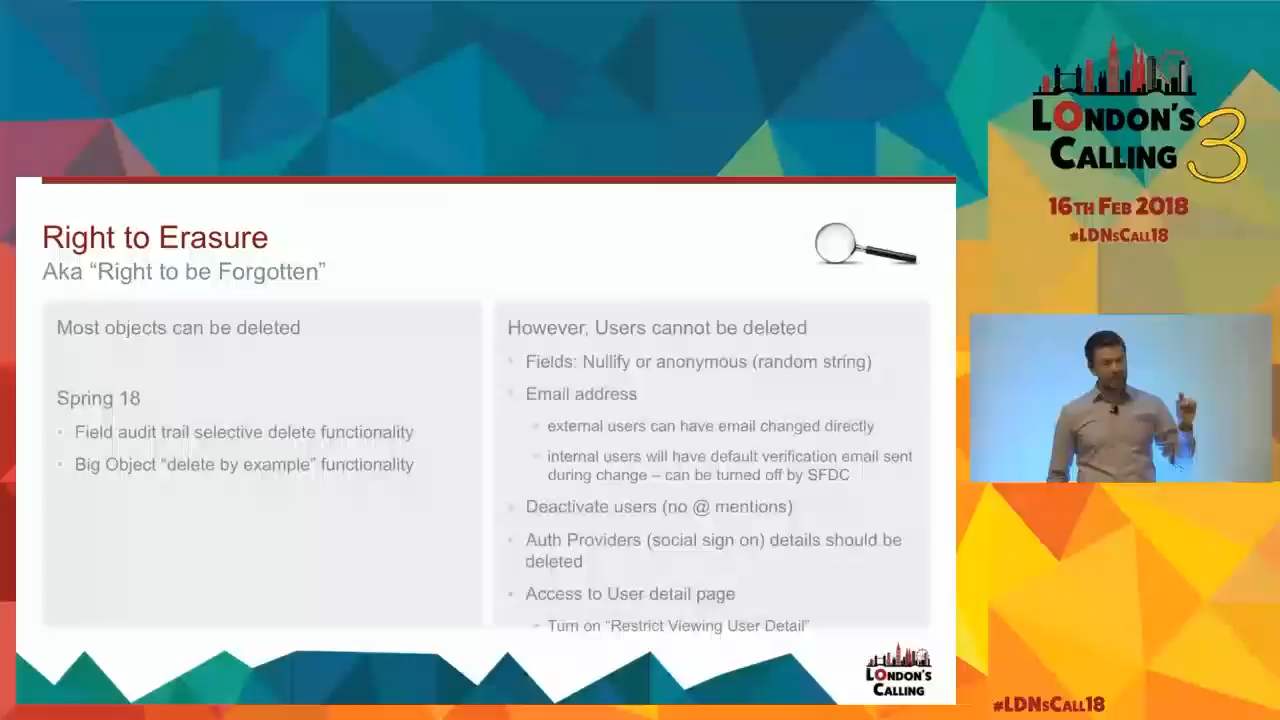 Right to Erasure
Aka “Right to be Forgotten”
Most objects can be deleted
Spring 18
Field audit trail selective delete functionality
Big Object “delete by example” functionality
However, Users cannot be deleted
Fields: Nullify or anonymous (random string)
Email address
external users can have email changed directly
internal users will have default verification email sent
during change – can be turned off by SFDC
Deactivate users (no @ mentions)
Auth Providers (social sign on) details should be
deleted
Access to User detail page
Turn on “Restrict Viewing User Detail”
LONDON'S
CALLING
LONDON'S
CALLING 3
16TH FEB 2018
#LDNSCALL18
#LDNSCALL18